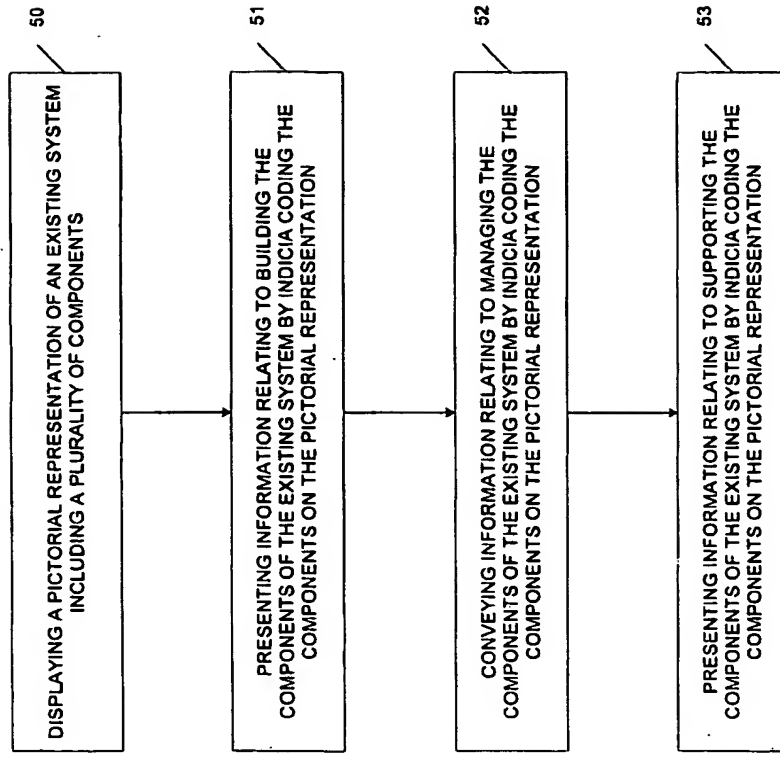 50
DISPLAYING A PICTORIAL REPRESENTATION OF AN EXISTING SYSTEM
INCLUDING A PLURALITY OF COMPONENTS
51
PRESENTING INFORMATION RELATING TO BUILDING THE
COMPONENTS OF THE EXISTING SYSTEM BY INDICIA CODING THE
COMPONENTS ON THE PICTORIAL REPRESENTATION
52
CONVEYING INFORMATION RELATING TO MANAGING THE
COMPONENTS OF THE EXISTING SYSTEM BY INDICIA CODING THE
COMPONENTS ON THE PICTORIAL REPRESENTATION
53
PRESENTING INFORMATION RELATING TO SUPPORTING THE
COMPONENTS OF THE EXISTING SYSTEM BY INDICIA CODING THE
COMPONENTS ON THE PICTORIAL REPRESENTATION